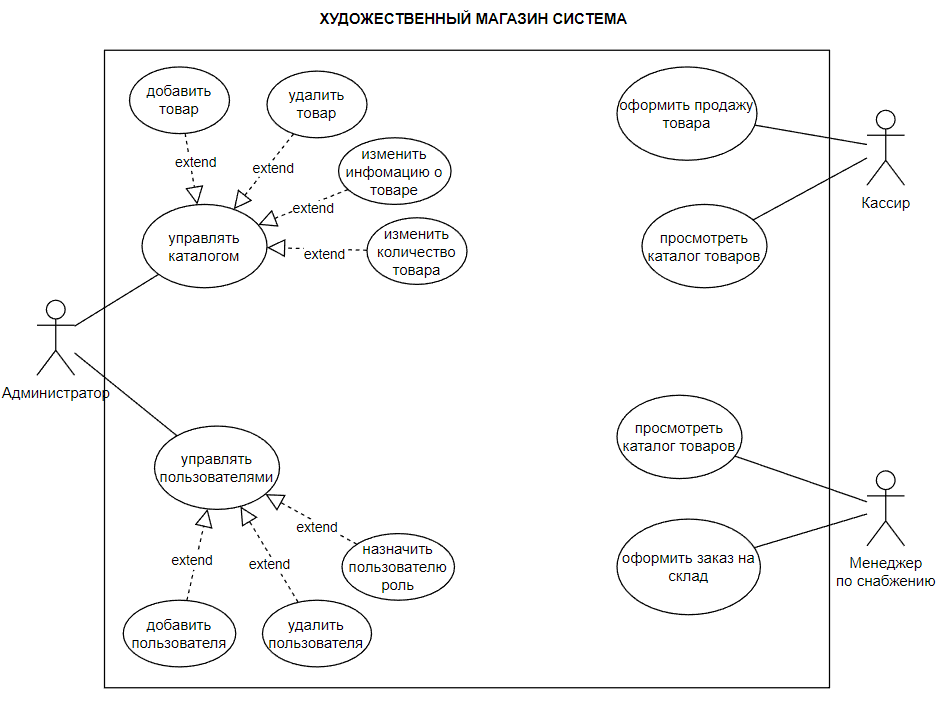 ХУДОЖЕСТВЕННЫЙ МАГАЗИН СИСТЕМА
добавить
товар
удалить
товар
extend
extend
изменить
инфомацию о
товаре
extend
управлять
каталогом
extend
изменить
количество
товара
оформить продажу
товара
Кассир
просмотреть
каталог товаров
Администратор
управлять
пользователями
extend
назначить
пользователю
роль
extend
extend
добавить
пользователя
удалить
пользователя
просмотреть
каталог товаров
оформить заказ на
склад
Менеджер
по снабжению